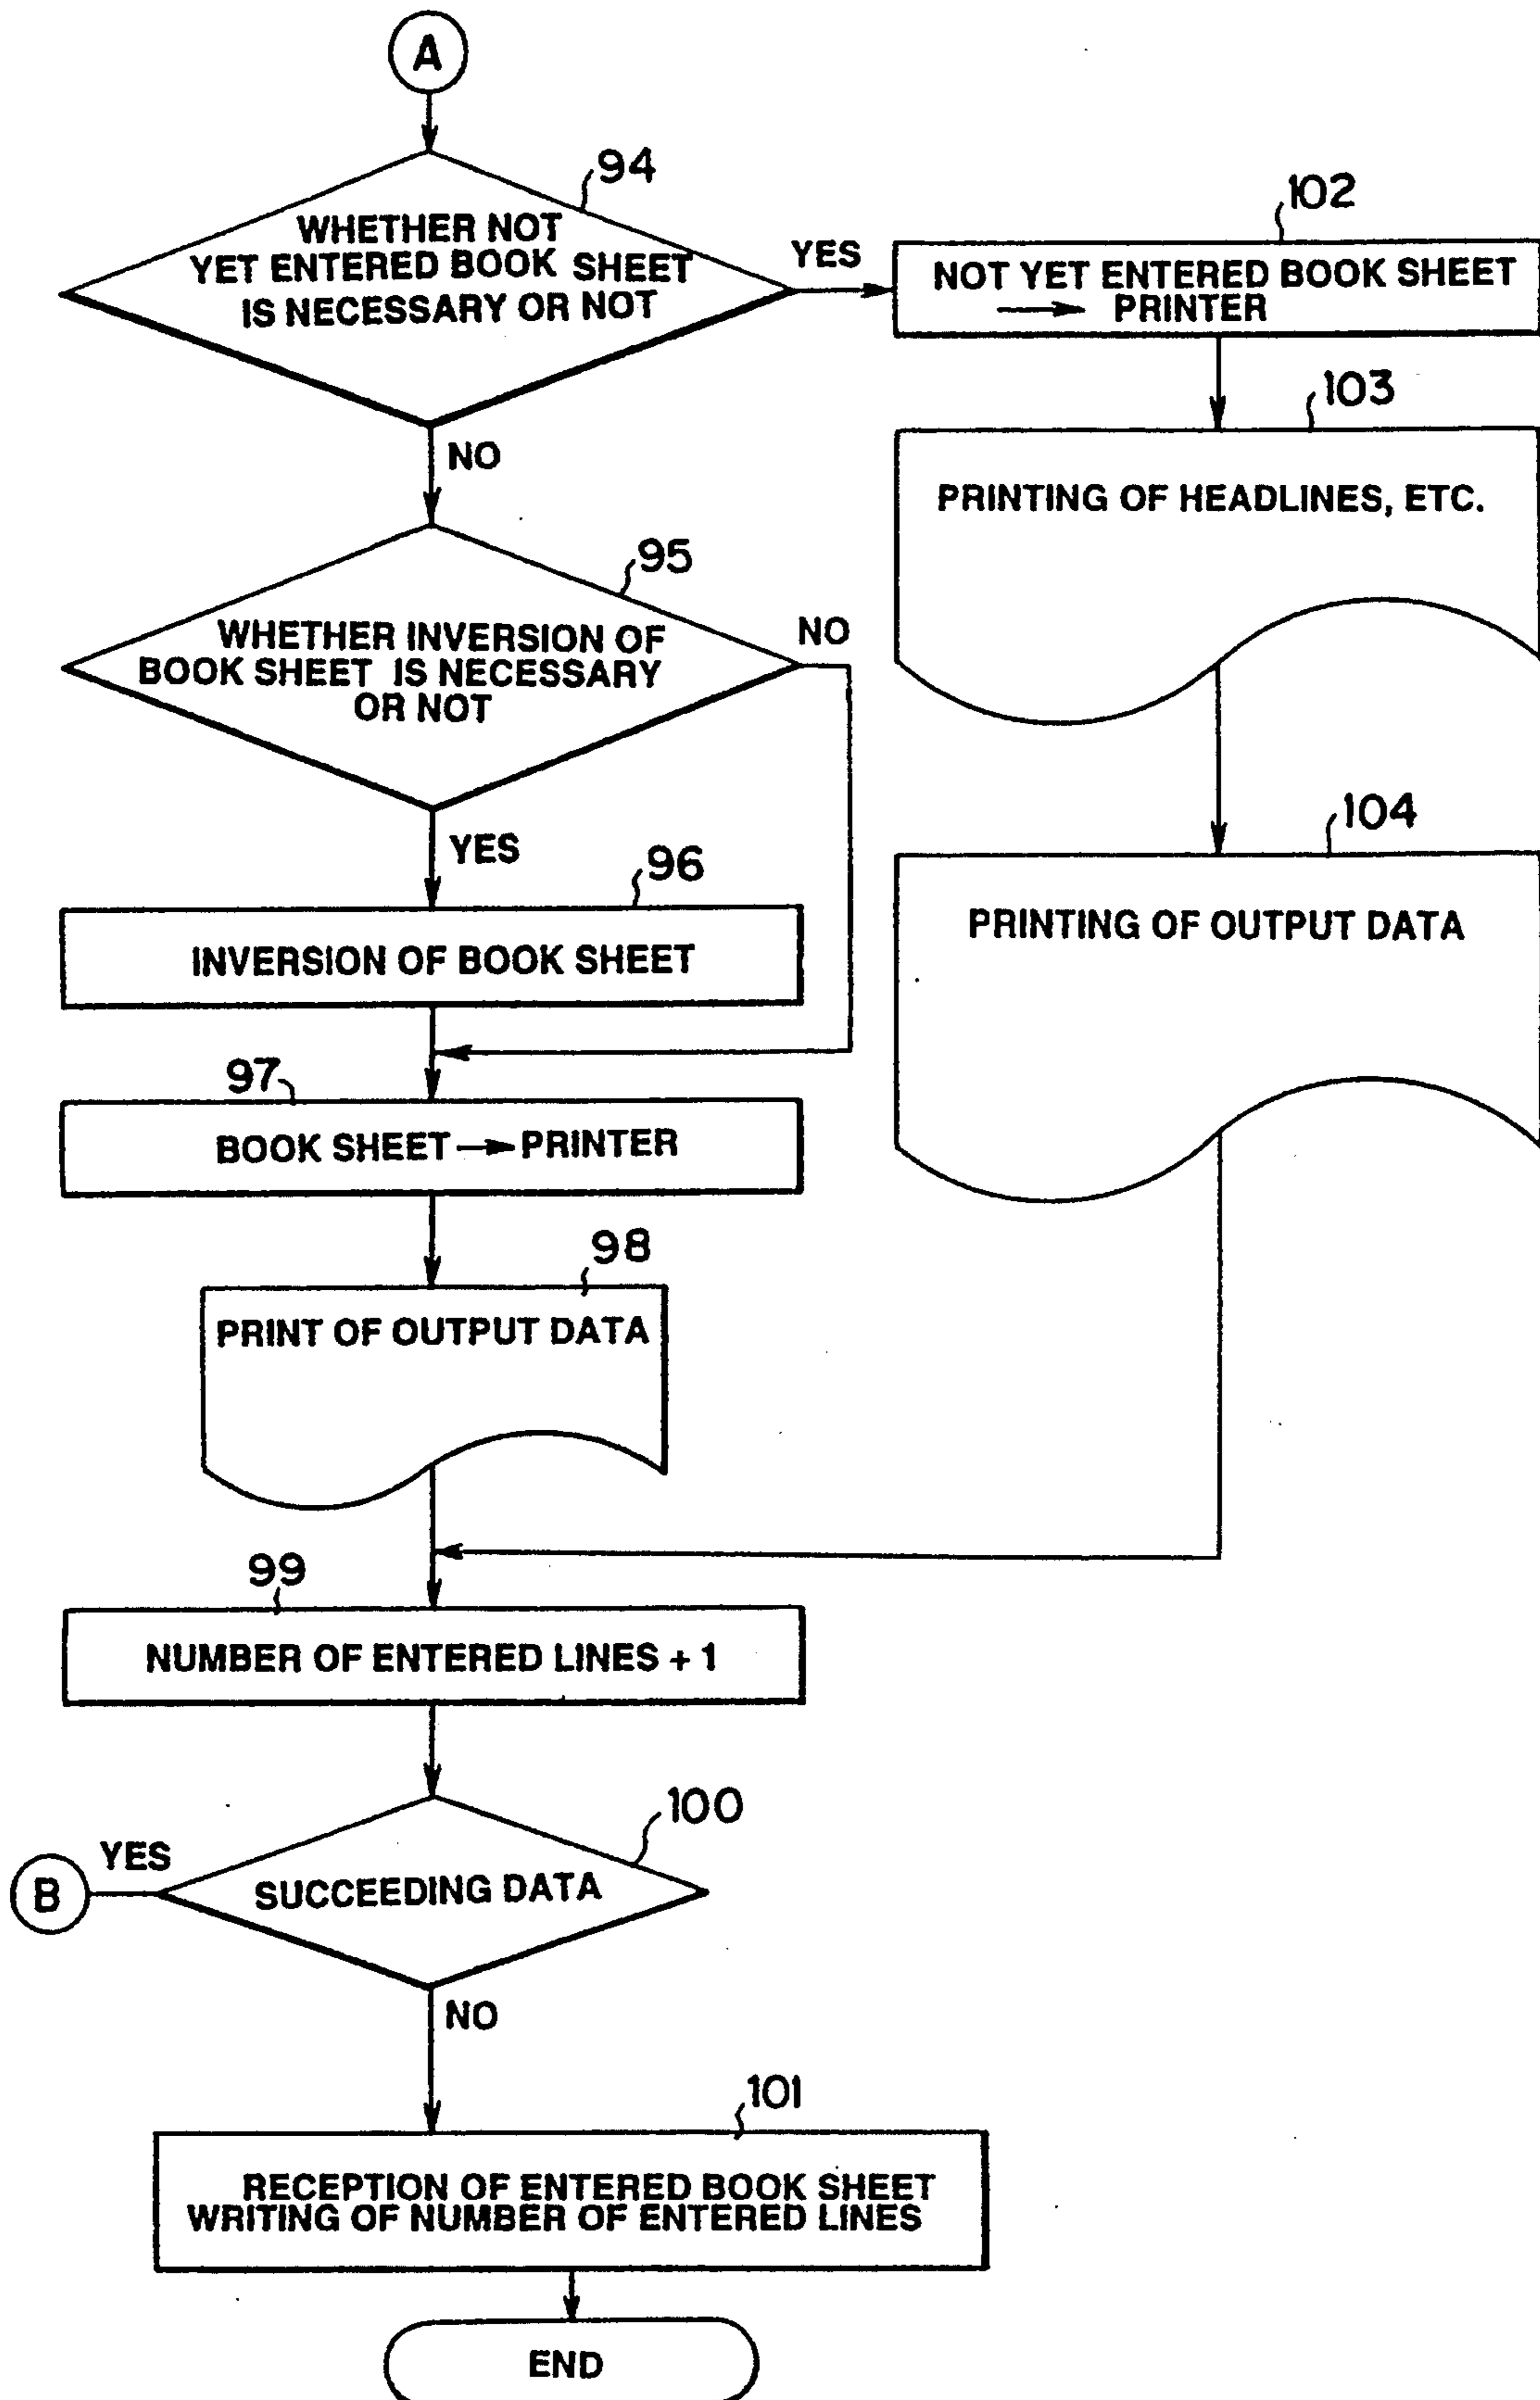 A
94
WHETHER NOT
YET ENTERED BOOK SHEET
IS NECESSARY OR NOT
YES
102
NOT YET ENTERED BOOK SHEET
→ PRINTER
NO
103
PRINTING OF HEADLINES, ETC.
95
WHETHER INVERSION OF
BOOK SHEET IS NECESSARY
OR NOT
NO
YES
104
PRINTING OF OUTPUT DATA
96
INVERSION OF BOOK SHEET
97
BOOK SHEET → PRINTER
98
PRINT OF OUTPUT DATA
99
NUMBER OF ENTERED LINES + 1
100
SUCCEEDING DATA
YES
B
NO
101
RECEPTION OF ENTERED BOOK SHEET
WRITING OF NUMBER OF ENTERED LINES
END